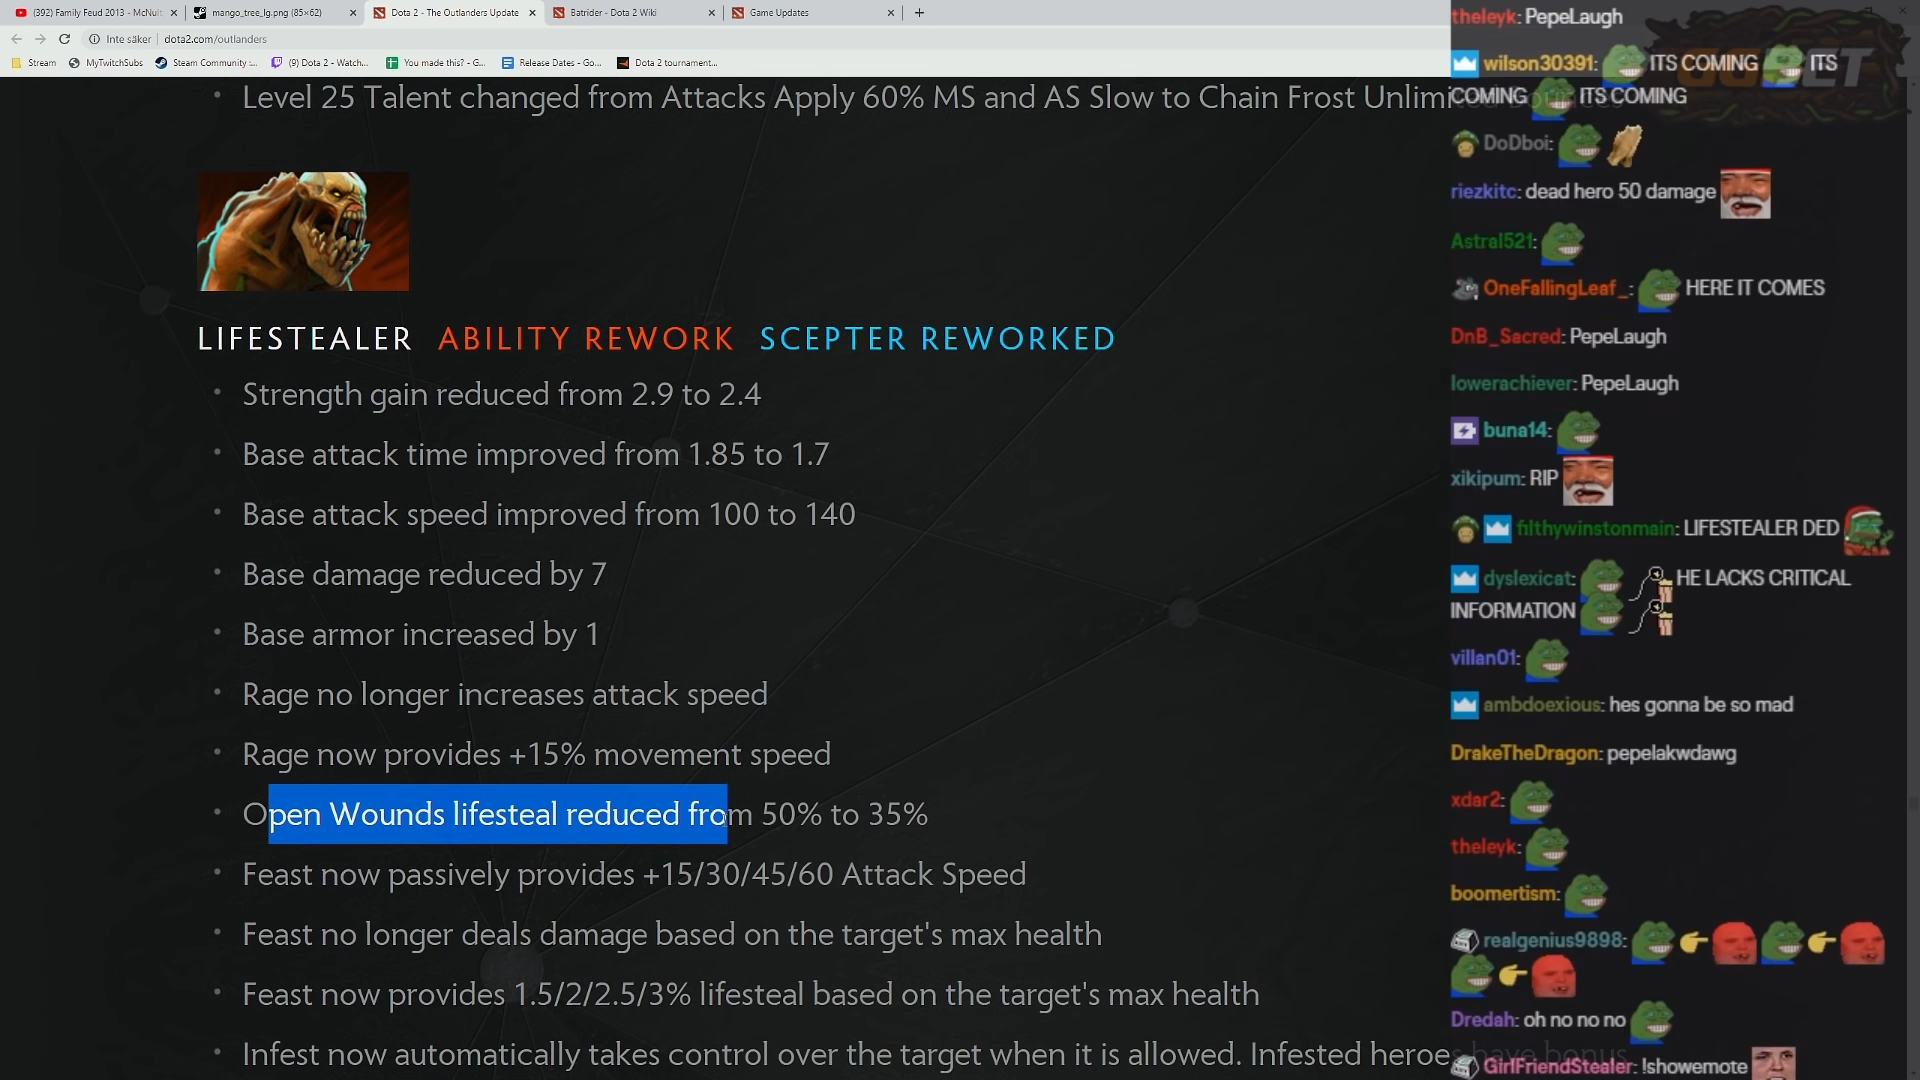 (392) Family Feud 2013 - McNult
mango_tree_lg.png (85×62)
Dota 2 - The Outlanders Update
Batrider - Dota 2 Wiki
Game Updates
Inte säker | dota2.com/outlanders
Stream
MyTwitchSubs
Steam Community :...
(9) Dota 2 - Watch...
You made this? - G...
Release Dates - Go...
Dota 2 tournament...
• Level 25 Talent changed from Attacks Apply 60% MS and AS Slow to Chain Frost Unlimited
LIFESTEALER ABILITY REWORK SCEPTER REWORKED
• Strength gain reduced from 2.9 to 2.4
• Base attack time improved from 1.85 to 1.7
• Base attack speed improved from 100 to 140
• Base damage reduced by 7
• Base armor increased by 1
• Rage no longer increases attack speed
• Rage now provides +15% movement speed
• Open Wounds lifesteal reduced from 50% to 35%
• Feast now passively provides +15/30/45/60 Attack Speed
• Feast no longer deals damage based on the target's max health
• Feast now provides 1.5/2/2.5/3% lifesteal based on the target's max health
• Infest now automatically takes control over the target when it is allowed. Infested heroes have bonus
theleyk: PepeLaugh
wilson30391: ITS COMING ITS
COMING ITS COMING
DoDboi:
riezkitc: dead hero 50 damage
Astral521:
OneFallingLeaf_: HERE IT COMES
DnB_Sacred: PepeLaugh
lowerachiever: PepeLaugh
buna14:
xikipum: RIP
filthywinstonmain: LIFESTEALER DED
dyslexicat: HE LACKS CRITICAL
INFORMATION
villan01:
ambdoexious: hes gonna be so mad
DrakeTheDragon: pepelakwdawg
xdar2:
theleyk:
boomertism:
realgenius9898:
Dredah: oh no no no
GirlFriendStealer: !showemote